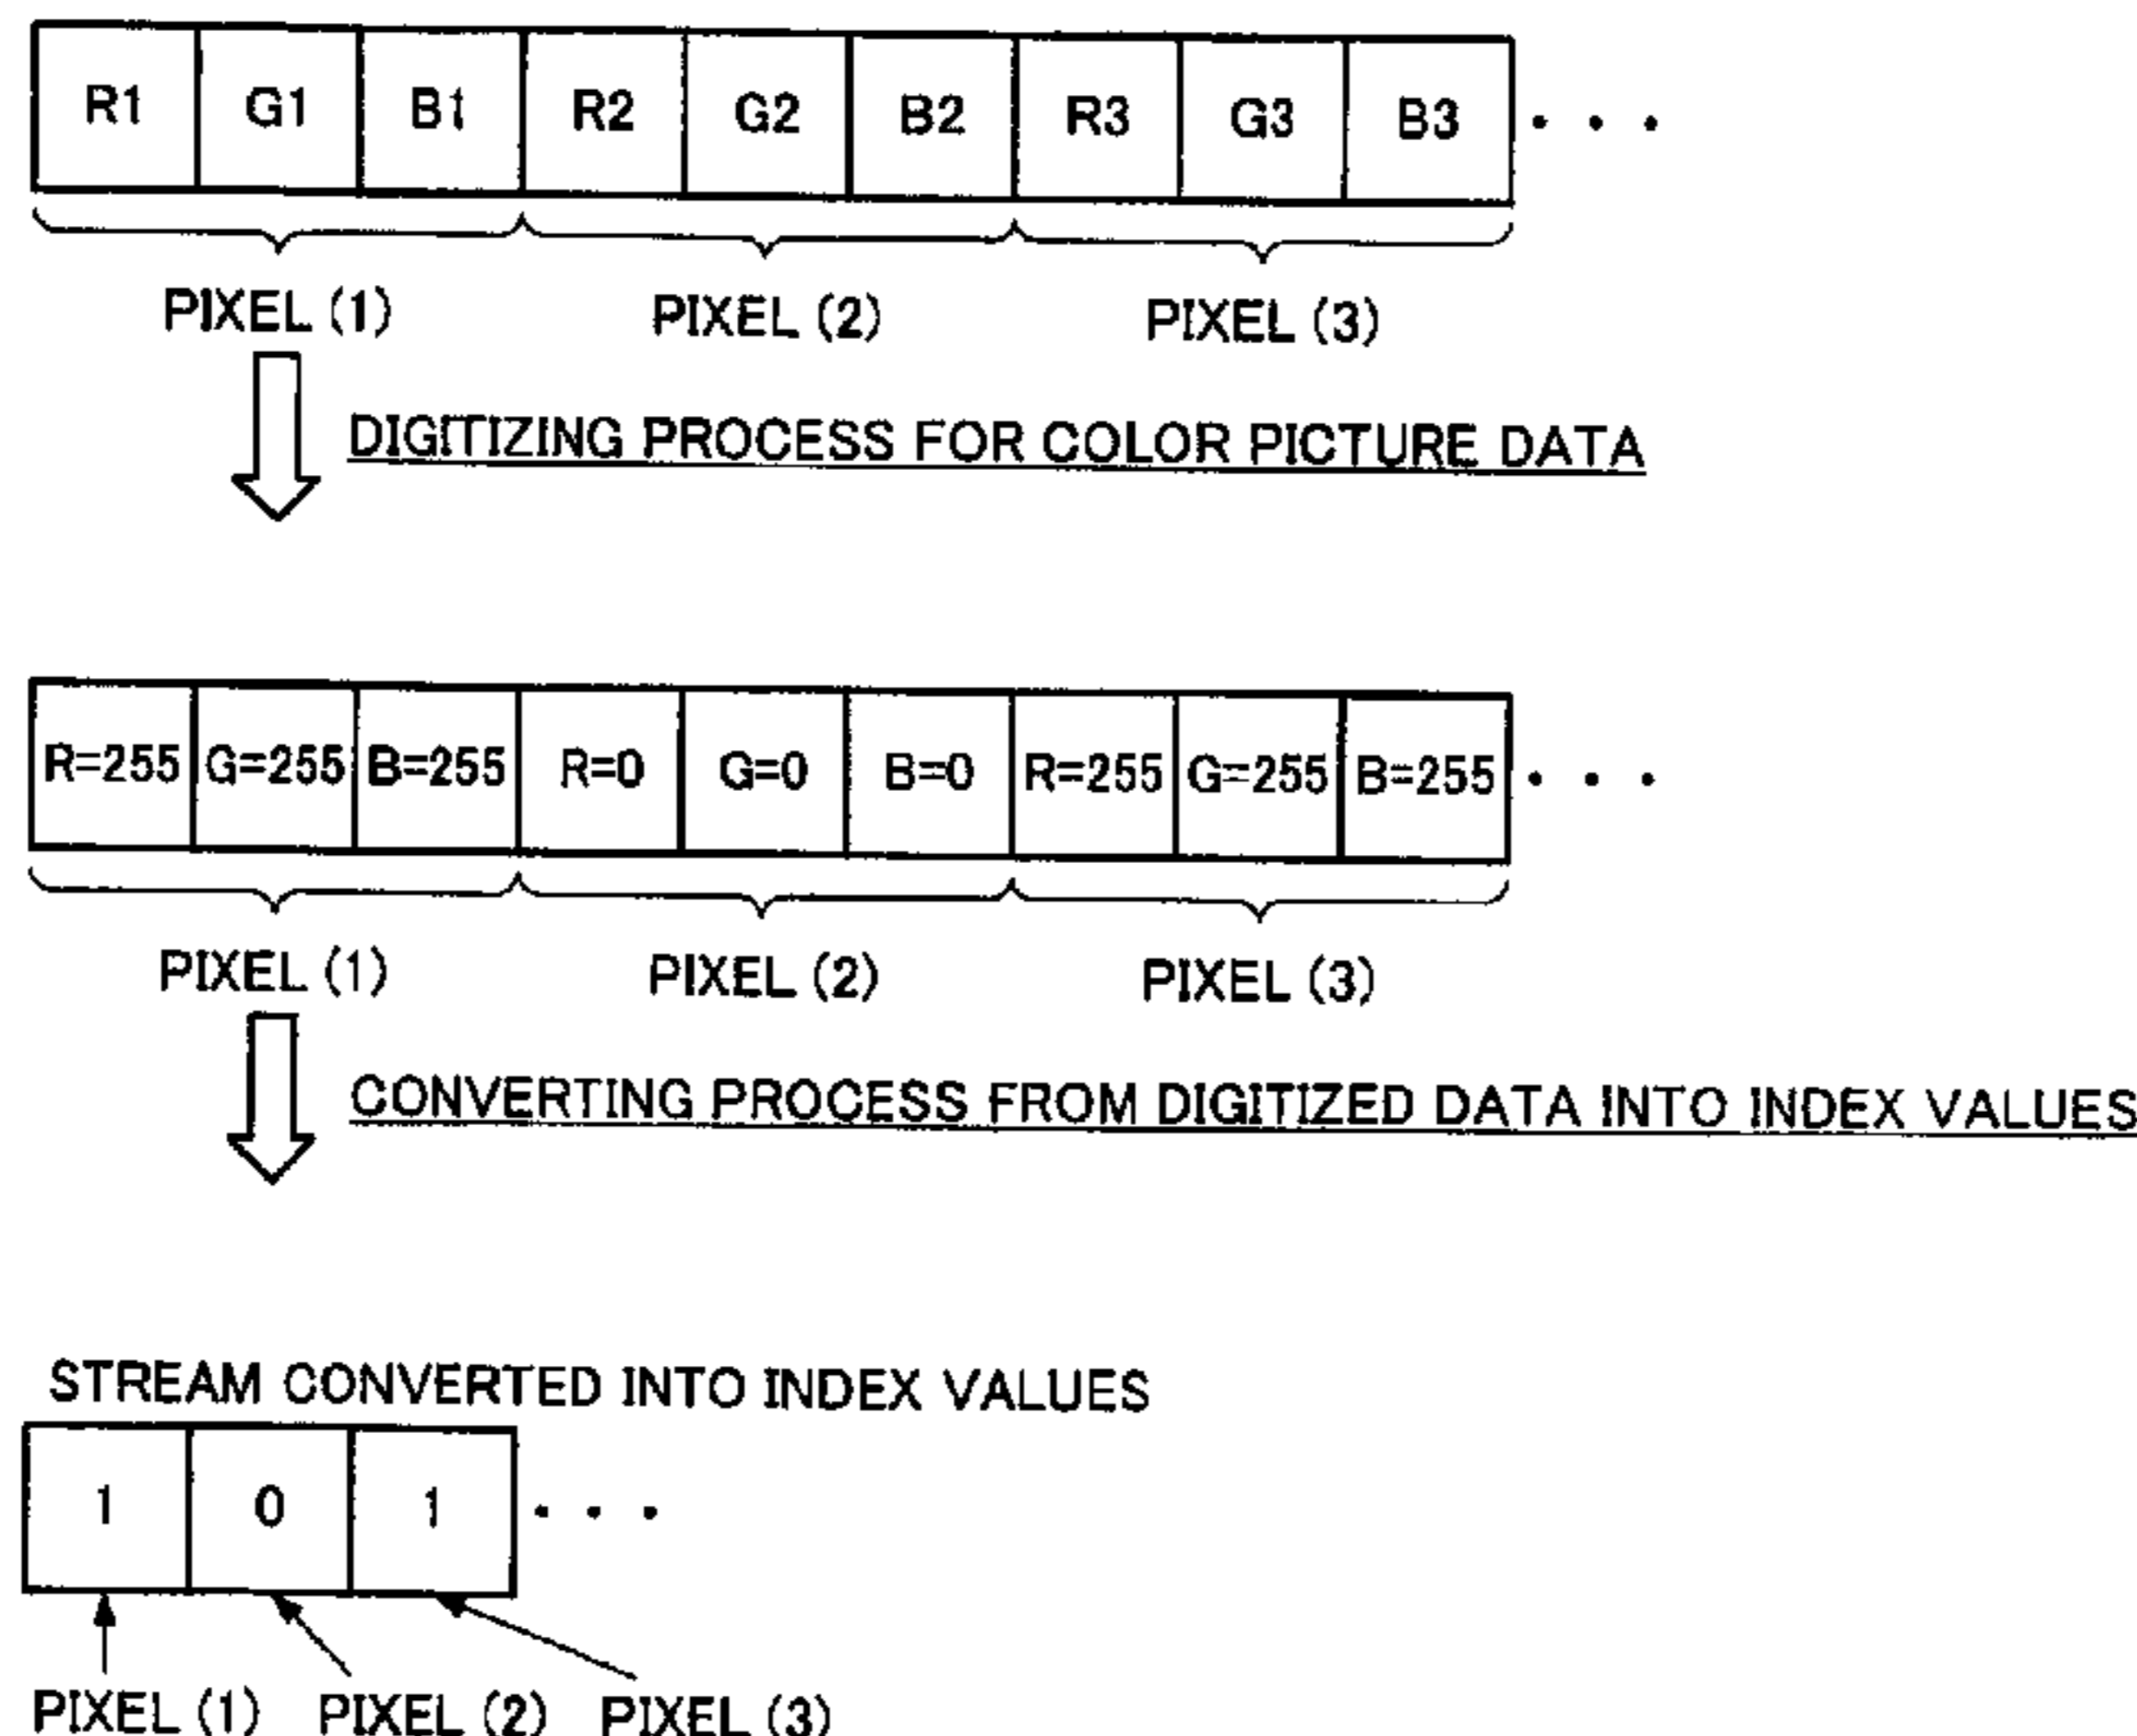 R1 G1 B1 R2 G2 B2 R3 G3 B3 . . .
PIXEL (1) PIXEL (2) PIXEL (3)
DIGITIZING PROCESS FOR COLOR PICTURE DATA
R=255 G=255 B=255 R=0 G=0 B=0 R=255 G=255 B=255 . . .
PIXEL (1) PIXEL (2) PIXEL (3)
CONVERTING PROCESS FROM DIGITIZED DATA INTO INDEX VALUES
STREAM CONVERTED INTO INDEX VALUES
1 0 1 . . .
PIXEL (1) PIXEL (2) PIXEL (3)